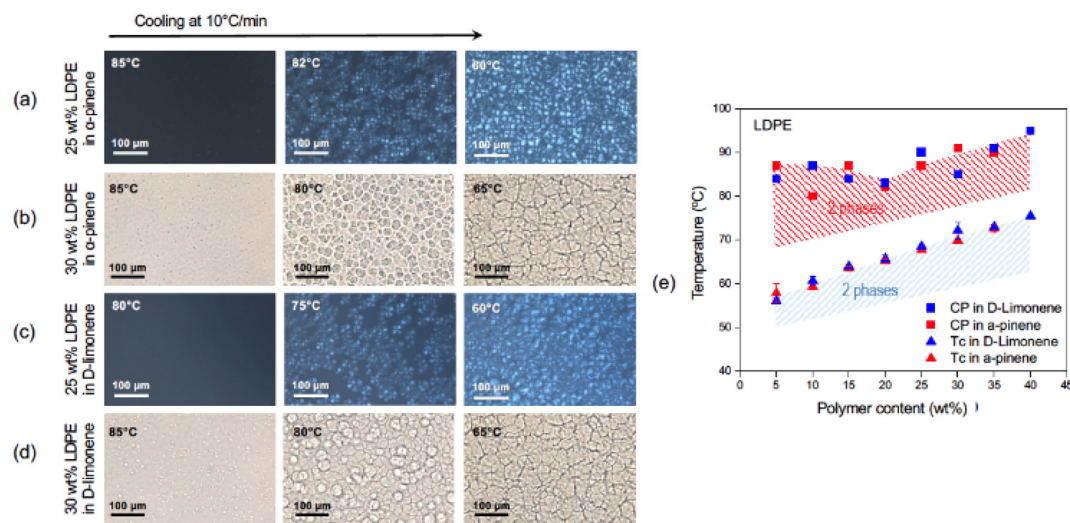 Cooling at 10°C/min
(a)
25 wt% LDPE
in α-pinene
85°C
100 µm
82°C
100 µm
60°C
100 µm
(b)
30 wt% LDPE
in α-pinene
85°C
100 µm
80°C
100 µm
65°C
100 µm
(c)
25 wt% LDPE
in D-limonene
80°C
100 µm
75°C
100 µm
60°C
100 µm
(d)
30 wt% LDPE
in D-limonene
85°C
100 µm
80°C
100 µm
65°C
100 µm
(e)
Temperature (ºC)
100
90
80
70
60
50
40
LDPE
2 phases
2 phases
CP in D-Limonene
CP in a-pinene
Tc in D-Limonene
Tc in a-pinene
0 5 10 15 20 25 30 35 40 45
Polymer content (wt%) )